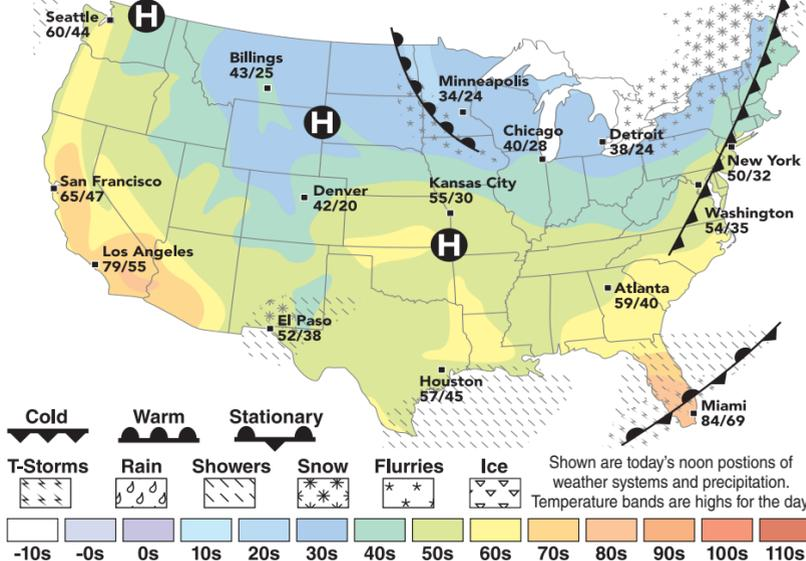 Seattle
60/44
H
Billings
43/25
H
Minneapolis
34/24
Chicago
40/28
Detroit
38/24
New York
50/32
San Francisco
65/47
Denver
42/20
Kansas City
55/30
H
Washington
54/35
Los Angeles
79/55
Atlanta
59/40
El Paso
52/38
Houston
57/45
Miami
84/69
Cold Warm Stationary
T-Storms Rain Showers Snow Flurries Ice
Shown are today's noon postions of
weather systems and precipitation.
Temperature bands are highs for the day
-10s -0s 0s 10s 20s 30s 40s 50s 60s 70s 80s 90s 100s 110s